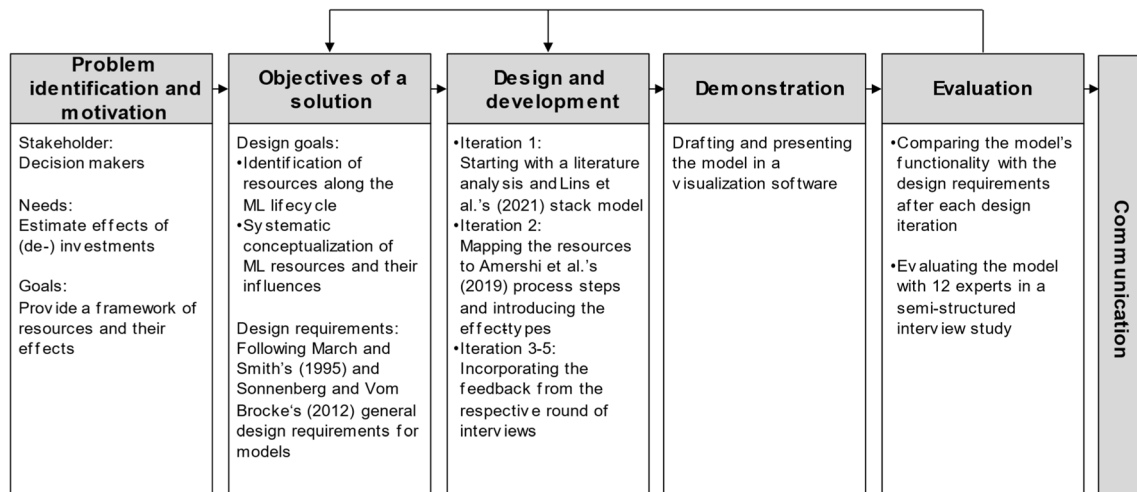 Problem
identification and
motivation
Stakeholder:
Decision makers
Needs:
Estimate effects of
(de-) investments
Goals:
Provide a framework of
resources and their
effects
Objectives of a
solution
Design goals:
•Identification of
resources along the
ML lifecycle
•Systematic
conceptualization of
ML resources and their
influences
Design requirements:
Following March and
Smith's (1995) and
Sonnenberg and Vom
Brocke‘s (2012) general
design requirements for
models
Design and
development
•Iteration 1:
Starting with a literature
analysis and Lins et
al.'s (2021) stack model
•Iteration 2:
Mapping the resources
to Amershi et al.'s
(2019) process steps
and introducing the
effecttypes
•Iteration 3-5:
Incorporating the
feedback from the
respective round of
interviews
Demonstration
Drafting and presenting
the model in a
visualization software
Evaluation
•Comparing the model's
functionality with the
design requirements
after each design
iteration
•Evaluating the model
with 12 experts in a
semi-structured
interview study
Communication